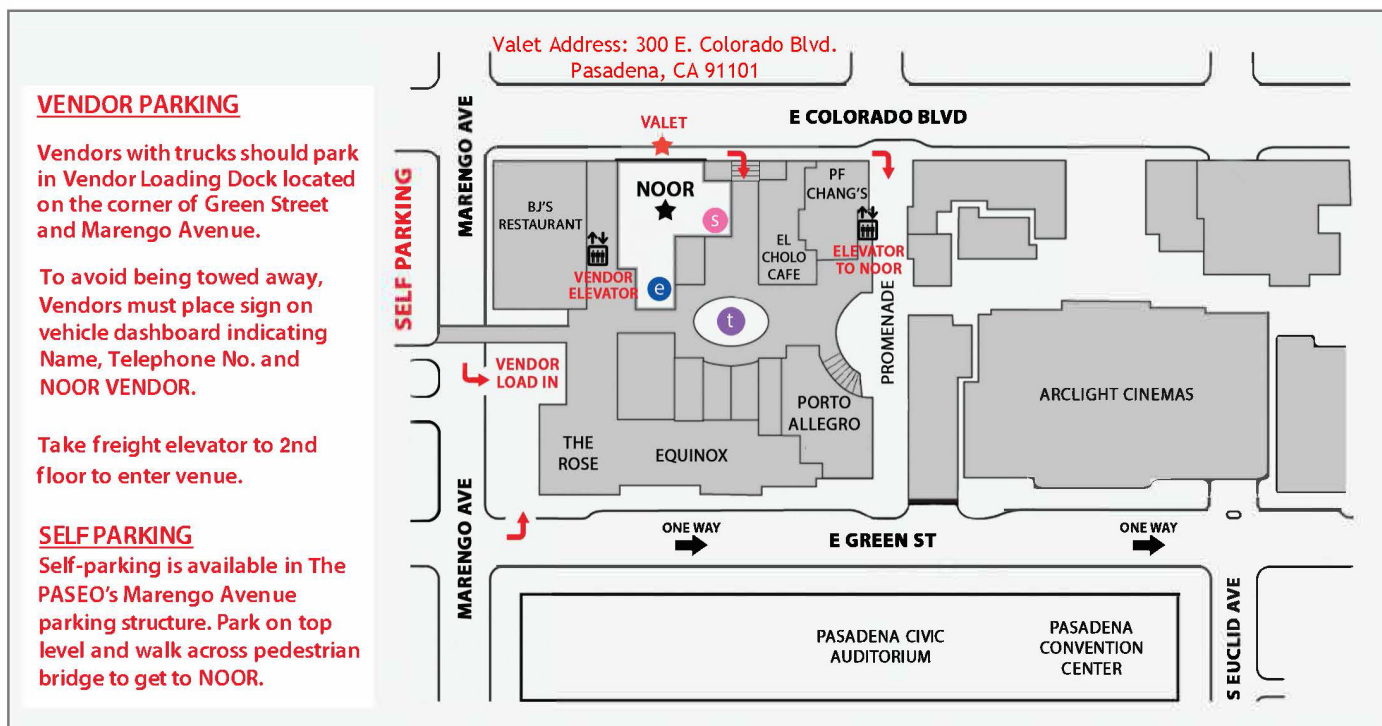 Valet Address: 300 E. Colorado Blvd.
Pasadena, CA 91101
VENDOR PARKING
Vendors with trucks should park
in Vendor Loading Dock located
on the corner of Green Street
and Marengo Avenue.
To avoid being towed away,
Vendors must place sign on
vehicle dashboard indicating
Name, Telephone No. and
NOOR VENDOR.
Take freight elevator to 2nd
floor to enter venue.
SELF PARKING
Self-parking is available in The
PASEO's Marengo Avenue
parking structure. Park on top
level and walk across pedestrian
bridge to get to NOOR.
SELF PARKING
MARENGO AVE
MARENGO AVE
E COLORADO BLVD
VALET
NOOR
s
e
t
BJ'S
RESTAURANT
VENDOR
ELEVATOR
PF
CHANG'S
EL
CHOLO
CAFE
ELEVATOR
TO NOOR
PROMENADE
VENDOR
LOAD IN
THE
ROSE
EQUINOX
PORTO
ALLEGRO
ARCLIGHT CINEMAS
ONE WAY
E GREEN ST
ONE WAY
PASADENA CIVIC
AUDITORIUM
PASADENA
CONVENTION
CENTER
S EUCLID AVE